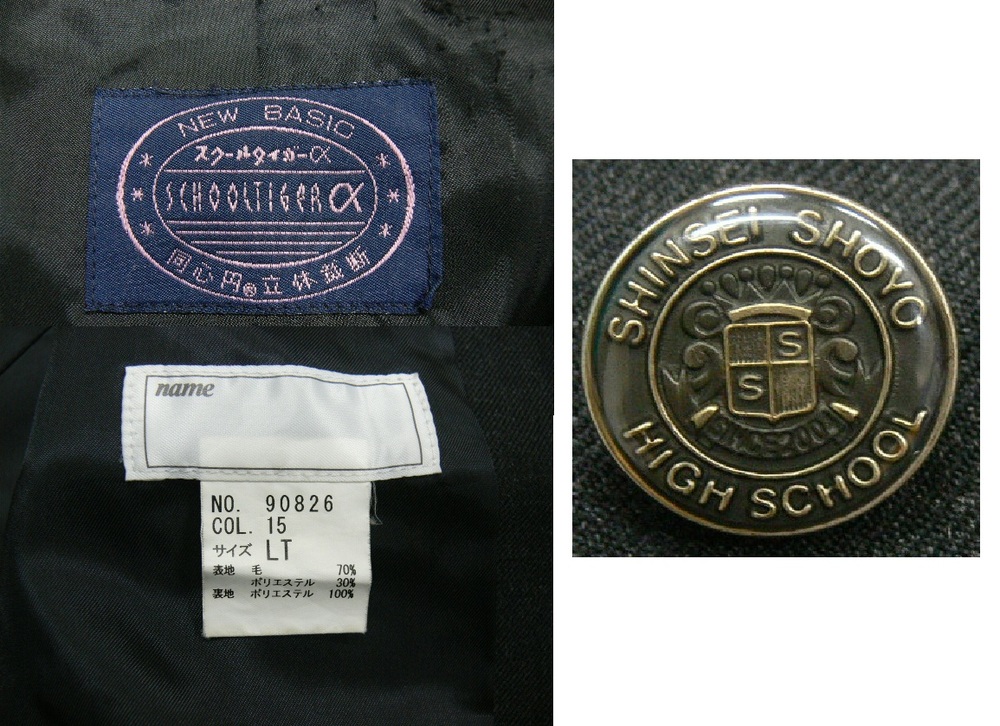 NEW BASIC
スクールタイガーα
SCHOOLTIGER α
同心円®立体裁断
name
NO. 90826
COL. 15
サイズ LT
表地 毛 70%
ポリエステル 30%
裏地 ポリエステル 100%
SHINSEI SHOYO
S
S
HIGH SCHOOL